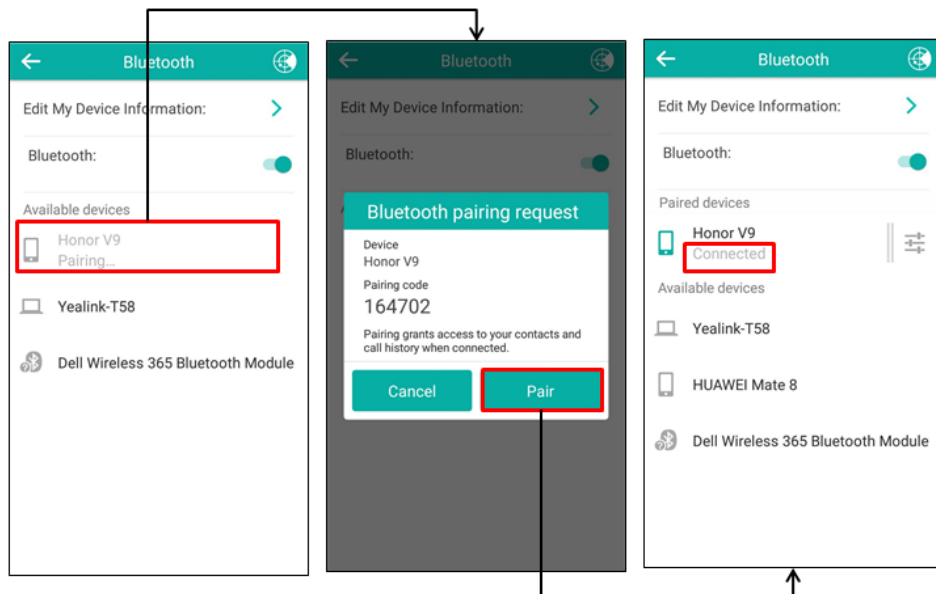 Bluetooth
Edit My Device Information:
Bluetooth:
Available devices
Honor V9
Pairing...
Yealink-T58
Dell Wireless 365 Bluetooth Module
Bluetooth
Edit My Device Information:
Bluetooth:
Bluetooth pairing request
Device
Honor V9
Pairing code
164702
Pairing grants access to your contacts and
call history when connected.
Cancel
Pair
Bluetooth
Edit My Device Information:
Bluetooth:
Paired devices
Honor V9
Connected
Available devices
Yealink-T58
HUAWEI Mate 8
Dell Wireless 365 Bluetooth Module